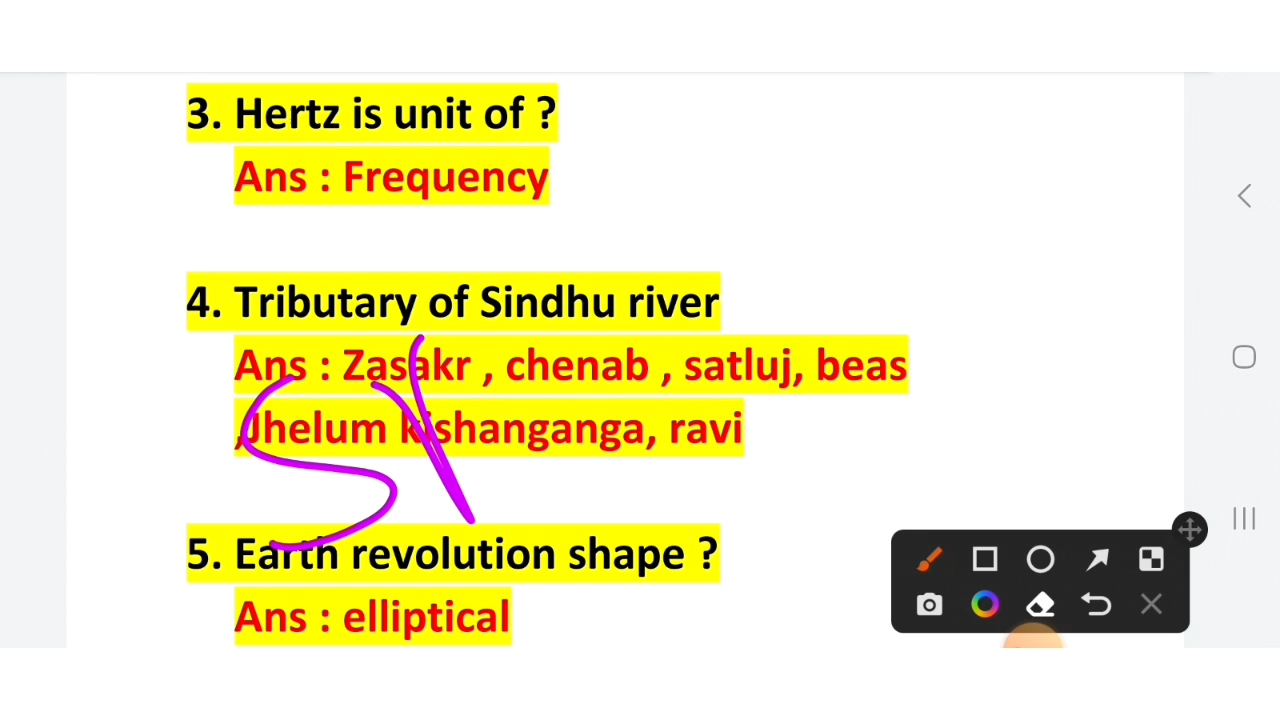 3. Hertz is unit of ?
Ans : Frequency
4. Tributary of Sindhu river
Ans : Zasakr , chenab , satluj, beas
,Jhelum kishanganga, ravi
5. Earth revolution shape ?
Ans : elliptical